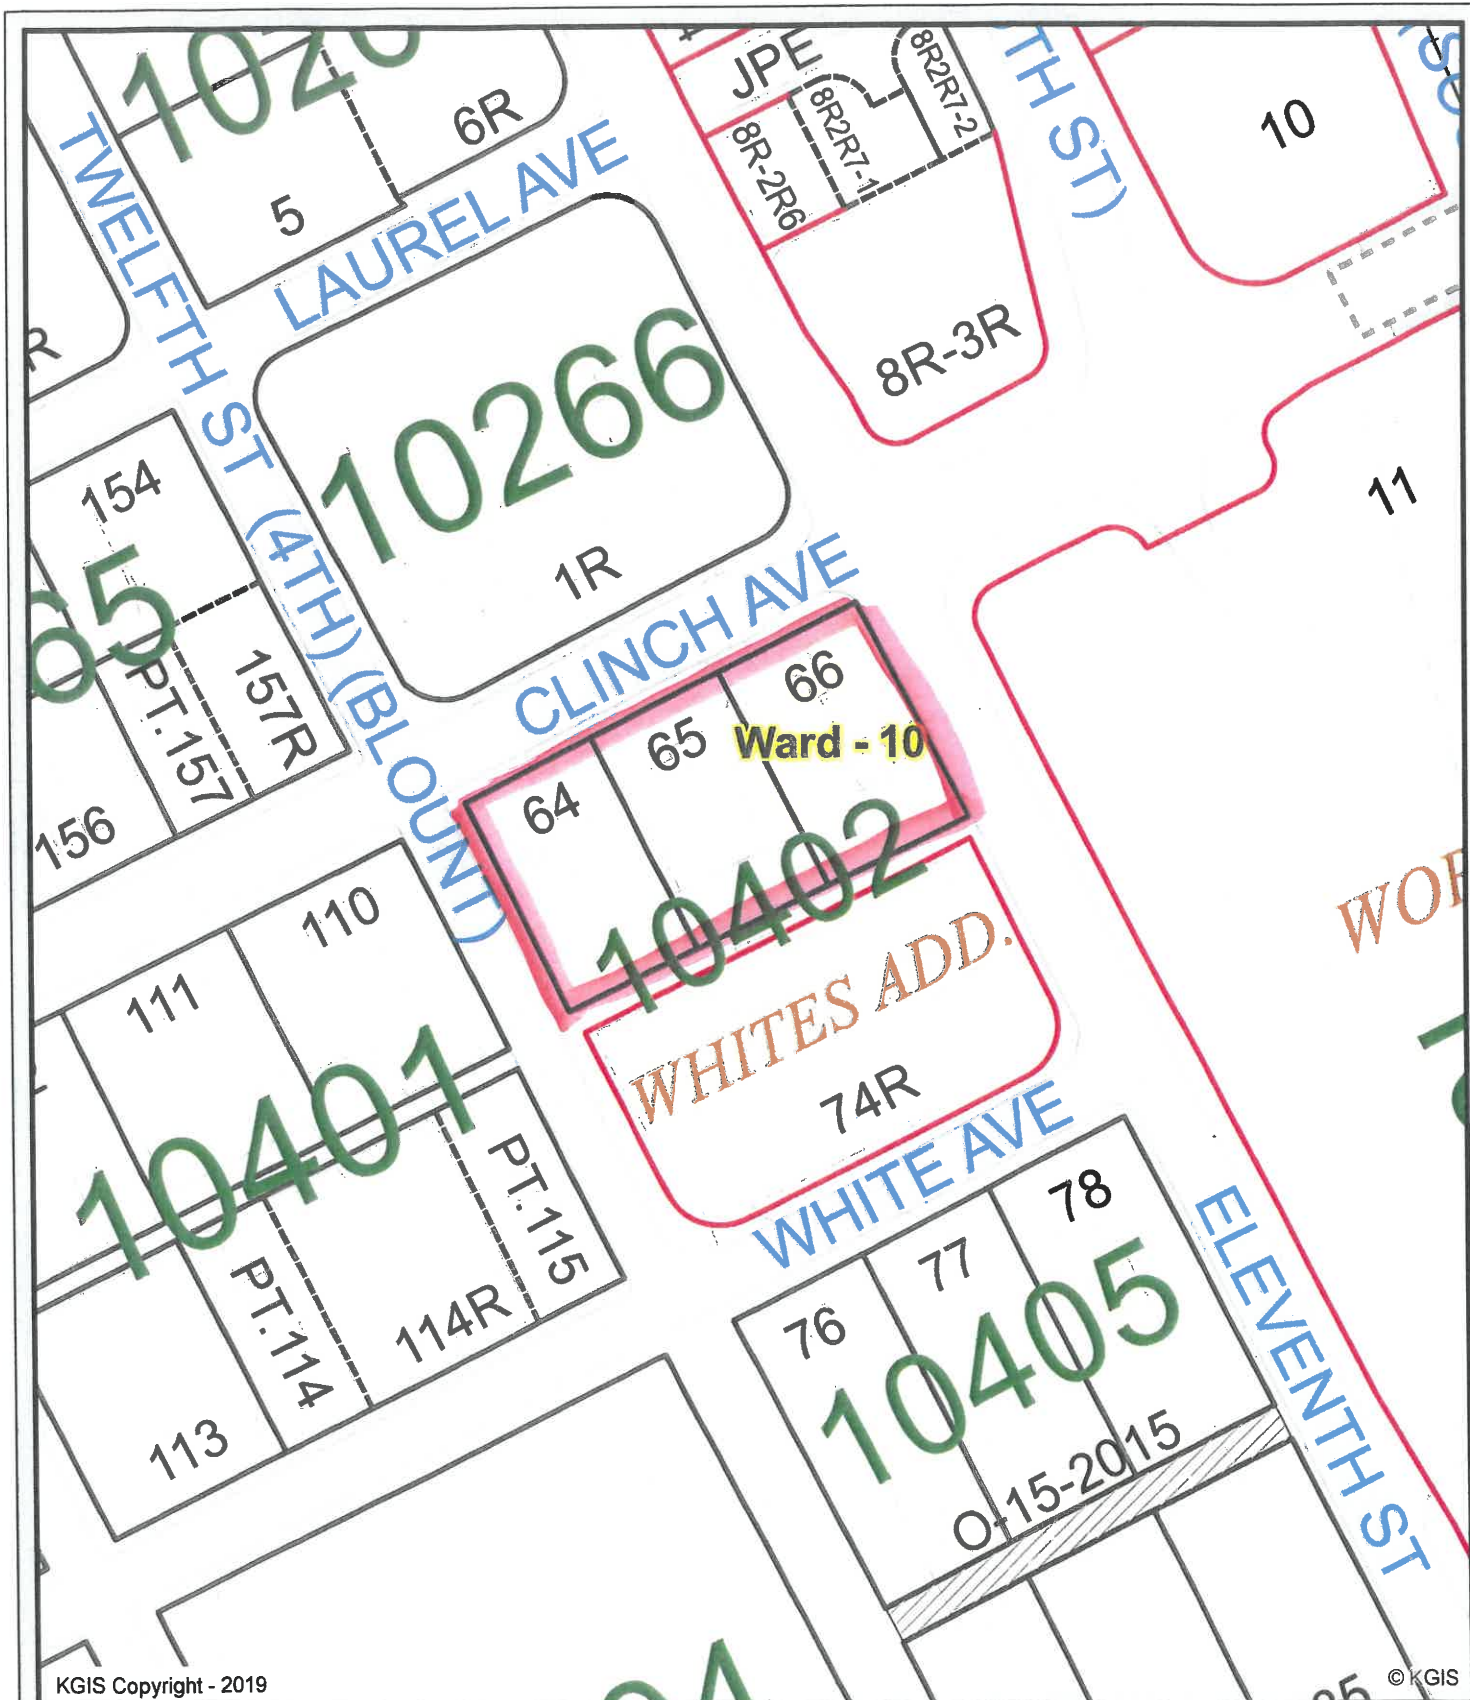 JPE
8R2R7-2
8R2R7-1
8R-2R6
6R
5
LAUREL AVE
TWELFTH ST (4TH) (BLOUNT)
TH ST)
10
8R-3R
10266
1R
11
154
65
PT.157
157R
156
CLINCH AVE
66
65
64
Ward - 10
10402
WHITES ADD.
74R
110
111
10401
PT.115
PT.114
114R
113
WHITE AVE
78
77
76
10405
O-15-2015
ELEVENTH ST
KGIS Copyright - 2019
© KGIS